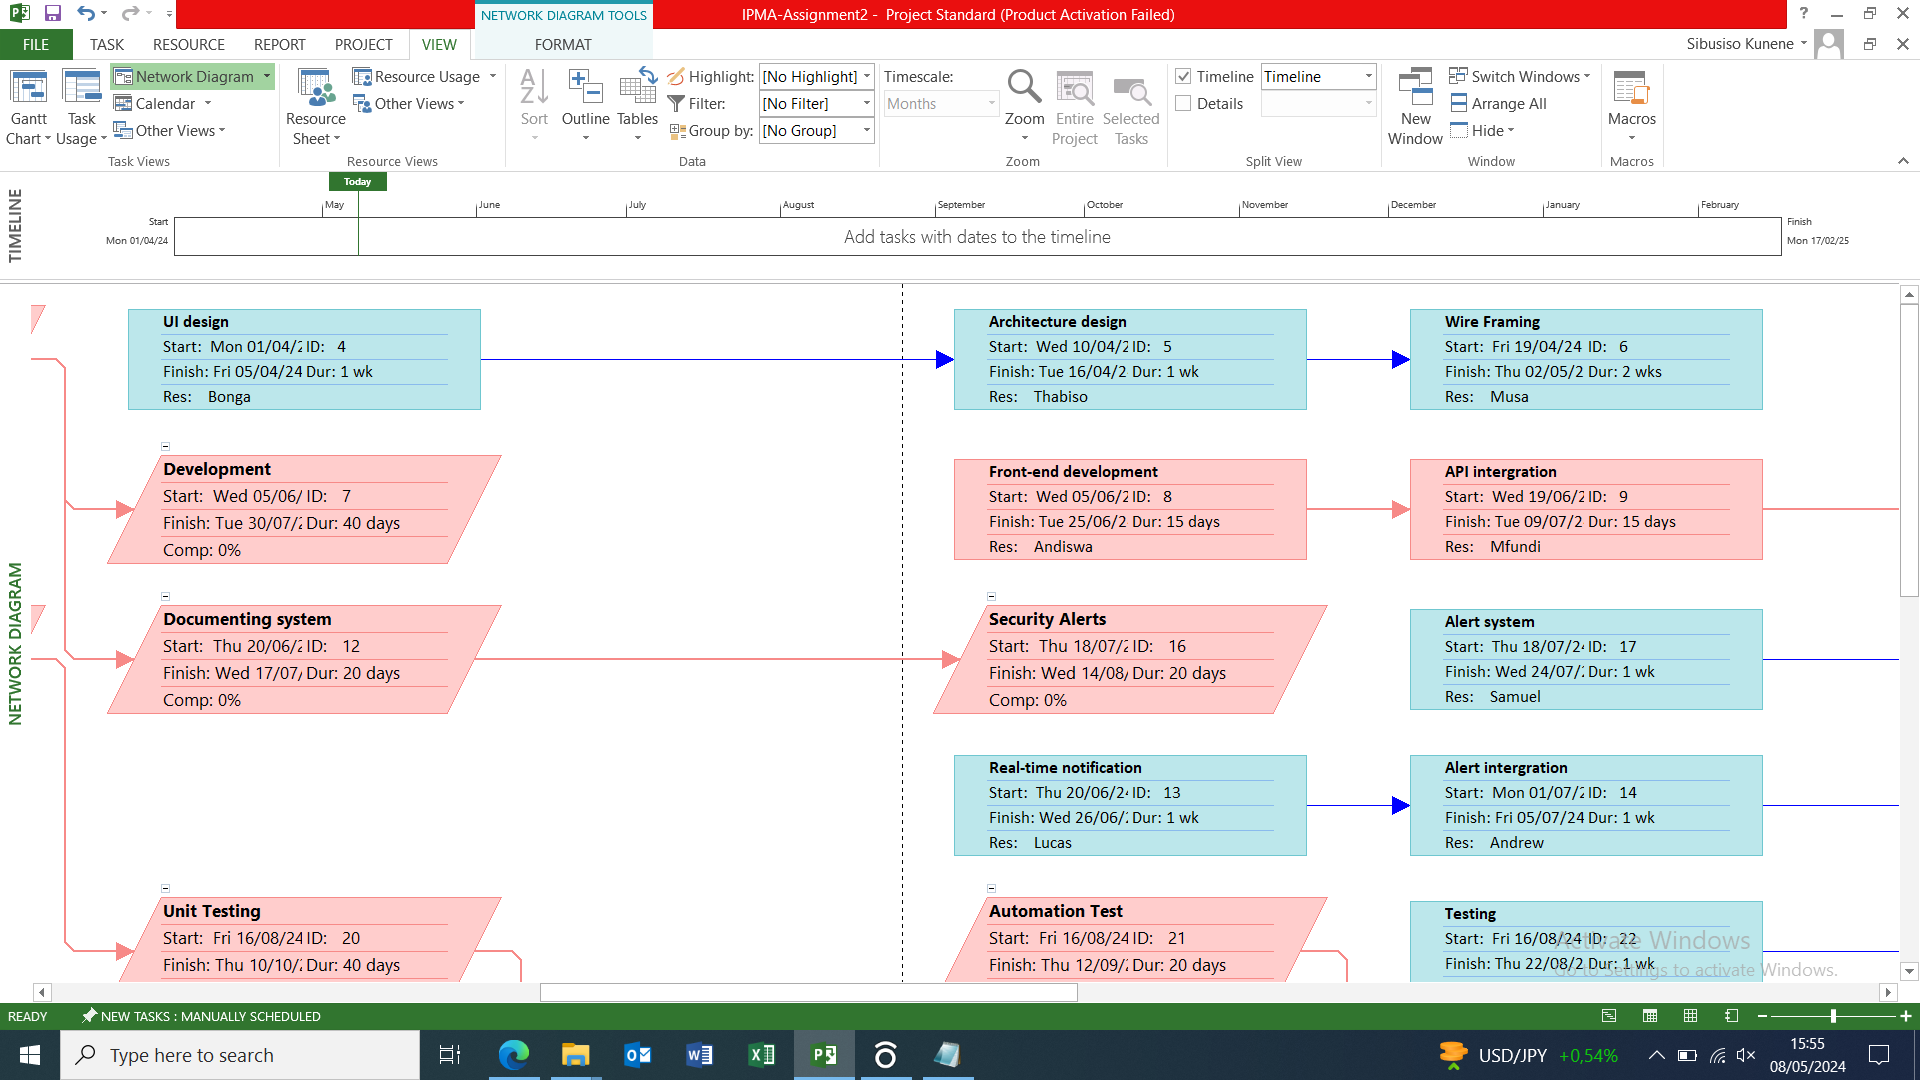 NETWORK DIAGRAM TOOLS
IPMA-Assignment2 - Project Standard (Product Activation Failed)
FILE TASK RESOURCE REPORT PROJECT VIEW FORMAT
Sibusiso Kunene
Network Diagram
Calendar
Other Views
Gantt Chart
Task Usage
Task Views
Resource Sheet
Resource Usage
Other Views
Resource Views
Sort
Outline
Tables
Highlight: [No Highlight]
Filter: [No Filter]
Group by: [No Group]
Data
Timescale:
Months
Zoom
Entire Project
Selected Tasks
Zoom
Timeline Timeline
Details
Split View
New Window
Switch Windows
Arrange All
Hide
Window
Macros
Macros
TIMELINE
Today
May June July August September October November December January February
Start
Mon 01/04/24
Add tasks with dates to the timeline
Finish
Mon 17/02/25
NETWORK DIAGRAM
UI design
Start: Mon 01/04/2 ID: 4
Finish: Fri 05/04/24 Dur: 1 wk
Res: Bonga
Architecture design
Start: Wed 10/04/2 ID: 5
Finish: Tue 16/04/2 Dur: 1 wk
Res: Thabiso
Wire Framing
Start: Fri 19/04/24 ID: 6
Finish: Thu 02/05/2 Dur: 2 wks
Res: Musa
Development
Start: Wed 05/06/ ID: 7
Finish: Tue 30/07/2 Dur: 40 days
Comp: 0%
Front-end development
Start: Wed 05/06/2 ID: 8
Finish: Tue 25/06/2 Dur: 15 days
Res: Andiswa
API intergration
Start: Wed 19/06/2 ID: 9
Finish: Tue 09/07/2 Dur: 15 days
Res: Mfundi
Documenting system
Start: Thu 20/06/2 ID: 12
Finish: Wed 17/07/ Dur: 20 days
Comp: 0%
Security Alerts
Start: Thu 18/07/2 ID: 16
Finish: Wed 14/08/ Dur: 20 days
Comp: 0%
Alert system
Start: Thu 18/07/2 ID: 17
Finish: Wed 24/07/2 Dur: 1 wk
Res: Samuel
Real-time notification
Start: Thu 20/06/2 ID: 13
Finish: Wed 26/06/2 Dur: 1 wk
Res: Lucas
Alert intergration
Start: Mon 01/07/2 ID: 14
Finish: Fri 05/07/24 Dur: 1 wk
Res: Andrew
Unit Testing
Start: Fri 16/08/24 ID: 20
Finish: Thu 10/10/2 Dur: 40 days
Automation Test
Start: Fri 16/08/24 ID: 21
Finish: Thu 12/09/2 Dur: 20 days
Testing
Start: Fri 16/08/24 ID: 22
Finish: Thu 22/08/2 Dur: 1 wk
Activate Windows
Go to Settings to activate Windows.
READY NEW TASKS : MANUALLY SCHEDULED
Type here to search
USD/JPY +0,54%
15:55
08/05/2024